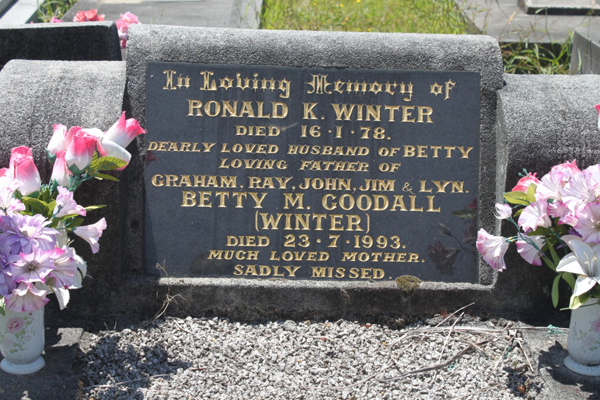 In Loving Memory of
RONALD K. WINTER
DIED 16·1·78.
DEARLY LOVED HUSBAND OF BETTY
LOVING FATHER OF
GRAHAM, RAY, JOHN, JIM & LYN.
BETTY M. GOODALL
(WINTER)
DIED 23·7·1993.
MUCH LOVED MOTHER.
SADLY MISSED.